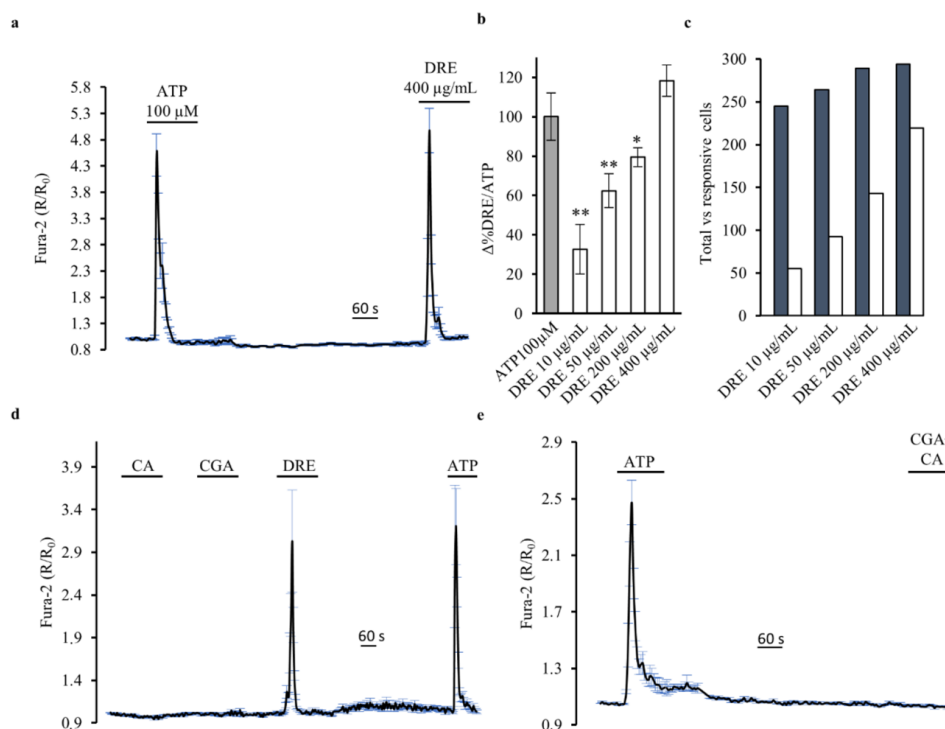 a
ATP
100 µM
DRE
400 µg/mL
Fura-2 (R/R0)
5.8
5.3
4.8
4.3
3.8
3.3
2.8
2.3
1.8
1.3
0.8
60 s
b
Δ%DRE/ATP
120
100
80
60
40
20
0
**
**
*
ATP100µM
DRE 10 µg/mL
DRE 50 µg/mL
DRE 200 µg/mL
DRE 400 µg/mL
c
Total vs responsive cells
300
250
200
150
100
50
0
DRE 10 µg/mL
DRE 50 µg/mL
DRE 200 µg/mL
DRE 400 µg/mL
d
CA
CGA
DRE
ATP
Fura-2 (R/R0)
3.9
3.4
2.9
2.4
1.9
1.4
0.9
60 s
e
ATP
CGA
CA
Fura-2 (R/R0)
2.9
2.5
2.1
1.7
1.3
0.9
60 s